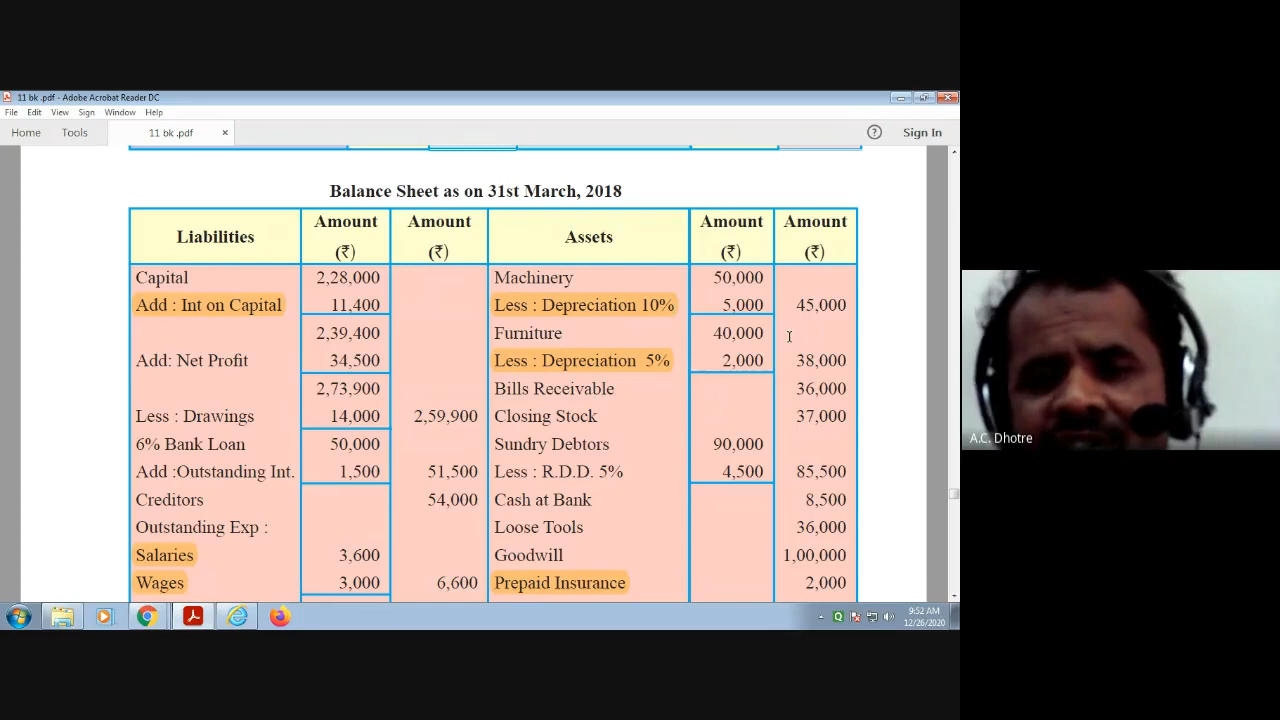 11 bk .pdf - Adobe Acrobat Reader DC
File Edit View Sign Window Help
Home Tools 11 bk .pdf × ? Sign In
Balance Sheet as on 31st March, 2018
Liabilities Amount (₹) Amount (₹) Assets Amount (₹) Amount (₹)
Capital 2,28,000 Machinery 50,000
Add : Int on Capital 11,400 Less : Depreciation 10% 5,000 45,000
2,39,400 Furniture 40,000
Add: Net Profit 34,500 Less : Depreciation 5% 2,000 38,000
2,73,900 Bills Receivable 36,000
Less : Drawings 14,000 2,59,900 Closing Stock 37,000
6% Bank Loan 50,000 Sundry Debtors 90,000
Add :Outstanding Int. 1,500 51,500 Less : R.D.D. 5% 4,500 85,500
Creditors 54,000 Cash at Bank 8,500
Outstanding Exp : Loose Tools 36,000
Salaries 3,600 Goodwill 1,00,000
Wages 3,000 6,600 Prepaid Insurance 2,000
A.C. Dhotre
9:52 AM
12/26/2020